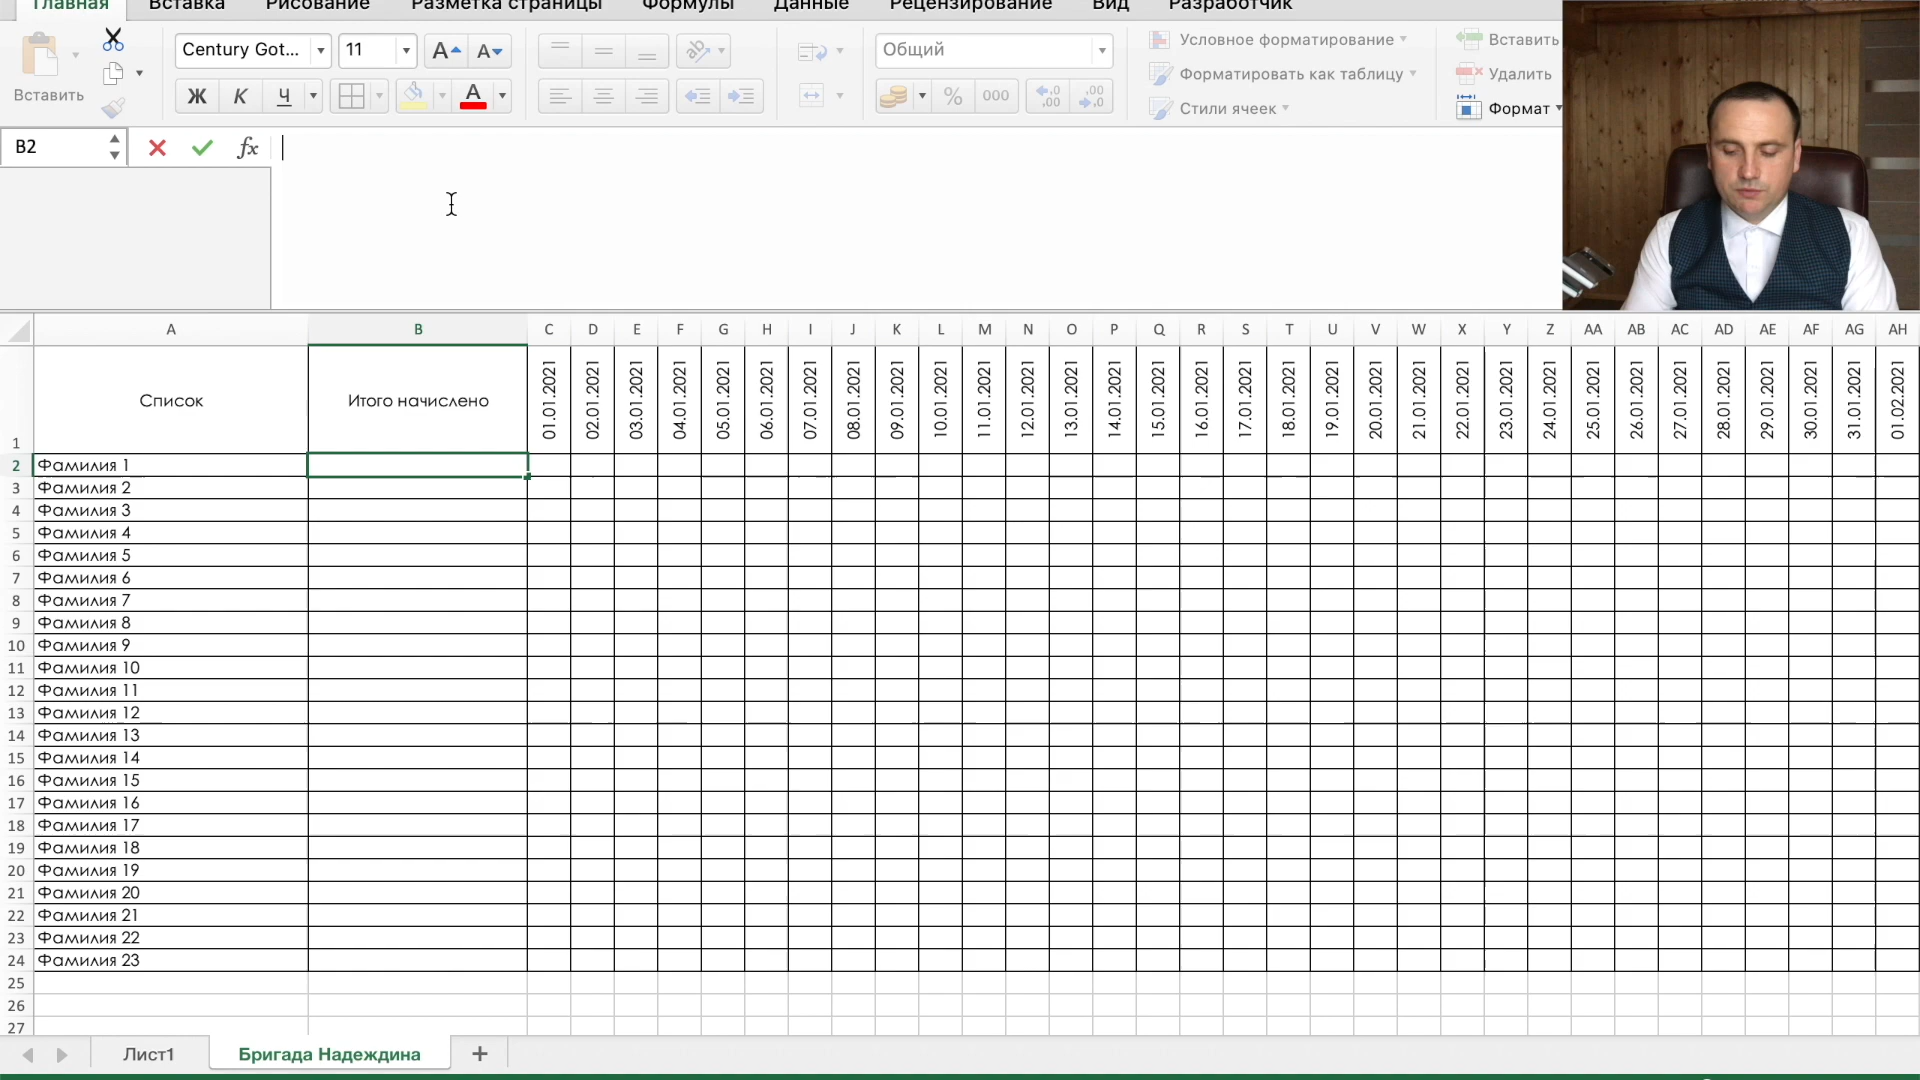 Главная Вставка Рисование Разметка страницы Формулы Данные Рецензирование Вид Разработчик
Century Got... 11 A A Общий Условное форматирование Вставить
Форматировать как таблицу Удалить
Вставить Ж К Ч А % 000 ,0 ,00 ,00 ,0 Стили ячеек Формат
B2 fx
A B C D E F G H I J K L M N O P Q R S T U V W X Y Z AA AB AC AD AE AF AG AH
1 Список Итого начислено 01.01.2021 02.01.2021 03.01.2021 04.01.2021 05.01.2021 06.01.2021 07.01.2021 08.01.2021 09.01.2021 10.01.2021 11.01.2021 12.01.2021 13.01.2021 14.01.2021 15.01.2021 16.01.2021 17.01.2021 18.01.2021 19.01.2021 20.01.2021 21.01.2021 22.01.2021 23.01.2021 24.01.2021 25.01.2021 26.01.2021 27.01.2021 28.01.2021 29.01.2021 30.01.2021 31.01.2021 01.02.2021
2 Фамилия 1
3 Фамилия 2
4 Фамилия 3
5 Фамилия 4
6 Фамилия 5
7 Фамилия 6
8 Фамилия 7
9 Фамилия 8
10 Фамилия 9
11 Фамилия 10
12 Фамилия 11
13 Фамилия 12
14 Фамилия 13
15 Фамилия 14
16 Фамилия 15
17 Фамилия 16
18 Фамилия 17
19 Фамилия 18
20 Фамилия 19
21 Фамилия 20
22 Фамилия 21
23 Фамилия 22
24 Фамилия 23
25
26
27
Лист1 Бригада Надеждина +